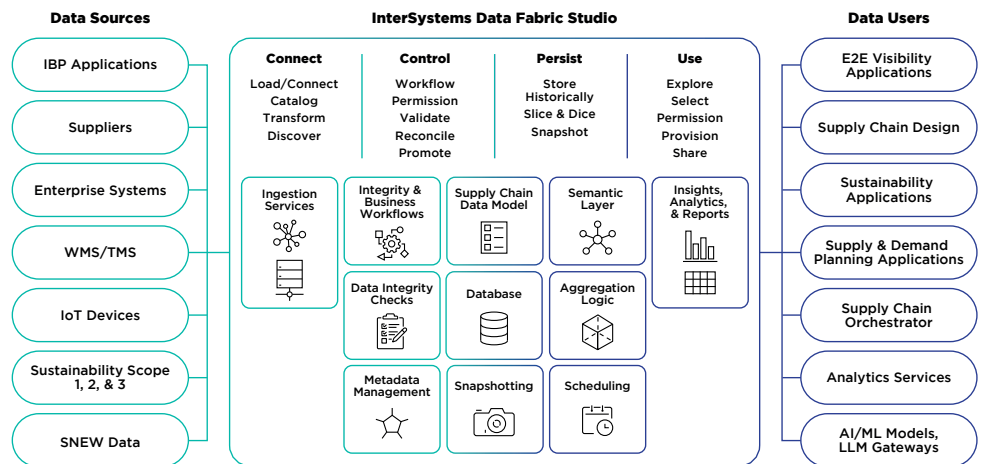 Data Sources
InterSystems Data Fabric Studio
Data Users
IBP Applications
Suppliers
Enterprise Systems
WMS/TMS
IoT Devices
Sustainability Scope
1, 2, & 3
SNEW Data
Connect
Load/Connect
Catalog
Transform
Discover
Control
Workflow
Permission
Validate
Reconcile
Promote
Persist
Store
Historically
Slice & Dice
Snapshot
Use
Explore
Select
Permission
Provision
Share
Ingestion
Services
Integrity &
Business
Workflows
Supply Chain
Data Model
Semantic
Layer
Insights,
Analytics,
& Reports
Data Integrity
Checks
Database
Aggregation
Logic
Metadata
Management
Snapshotting
Scheduling
E2E Visibility
Applications
Supply Chain Design
Sustainability
Applications
Supply & Demand
Planning Applications
Supply Chain
Orchestrator
Analytics Services
AI/ML Models,
LLM Gateways